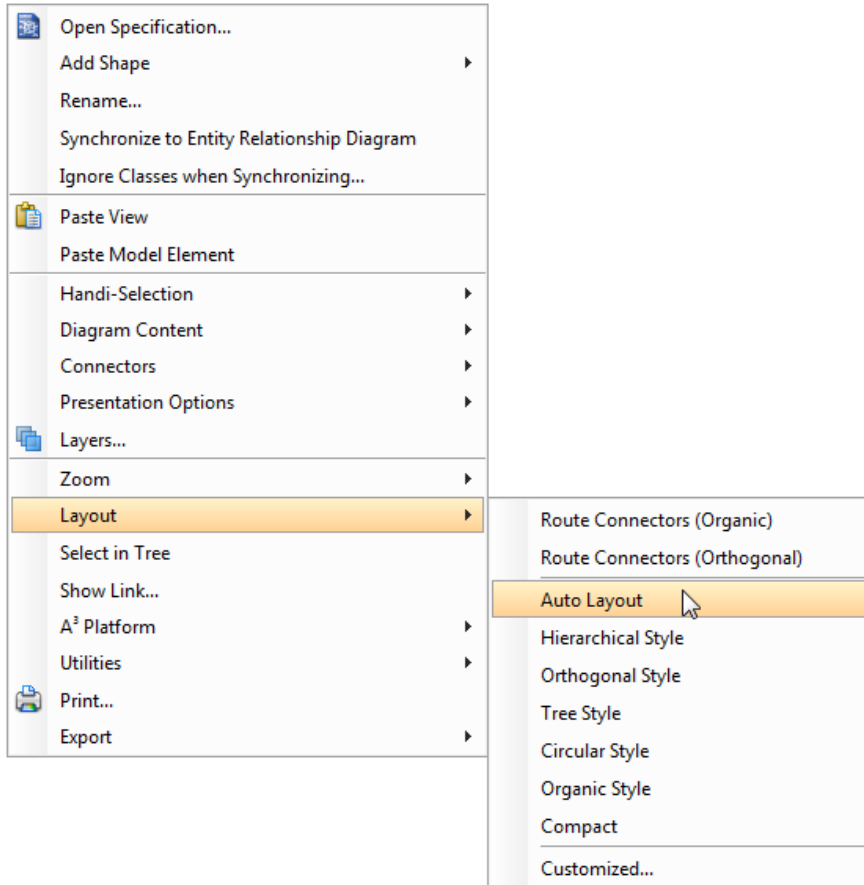 Open Specification...
Add Shape
Rename...
Synchronize to Entity Relationship Diagram
Ignore Classes when Synchronizing...
Paste View
Paste Model Element
Handi-Selection
Diagram Content
Connectors
Presentation Options
Layers...
Zoom
Layout
Select in Tree
Show Link...
A³ Platform
Utilities
Print...
Export
Route Connectors (Organic)
Route Connectors (Orthogonal)
Auto Layout
Hierarchical Style
Orthogonal Style
Tree Style
Circular Style
Organic Style
Compact
Customized...